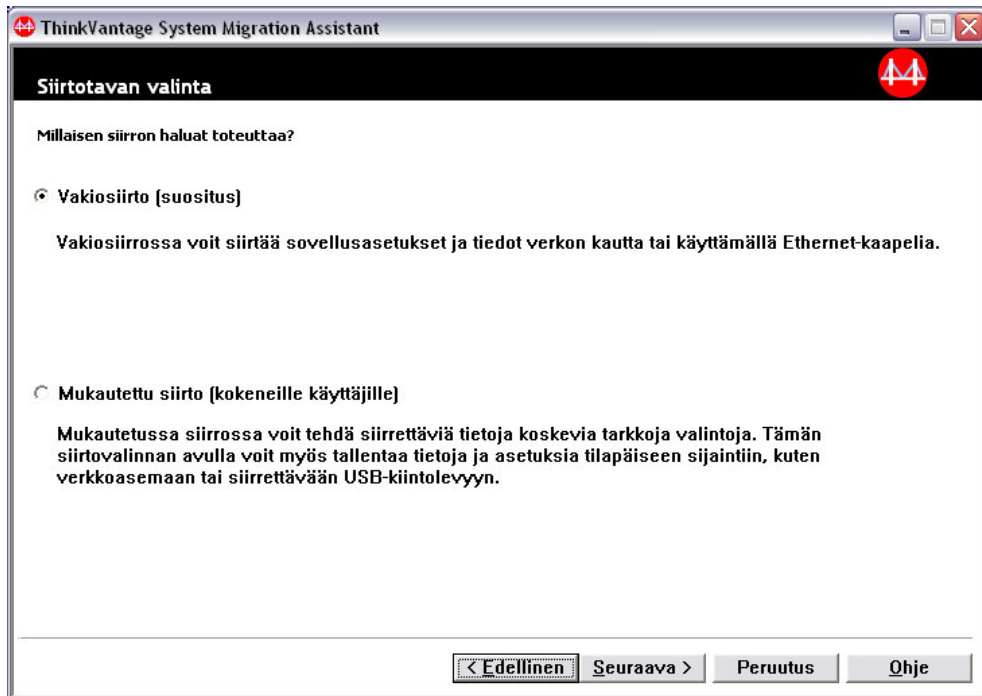 ThinkVantage System Migration Assistant
Siirtotavan valinta
Millaisen siirron haluat toteuttaa?
Vakiosiirto (suositus)
Vakiosiirrossa voit siirtää sovellusasetukset ja tiedot verkon kautta tai käyttämällä Ethernet-kaapelia.
Mukautettu siirto (kokeneille käyttäjille)
Mukautetussa siirrossa voit tehdä siirrettäviä tietoja koskevia tarkkoja valintoja. Tämän
siirtovalinnan avulla voit myös tallentaa tietoja ja asetuksia tilapäiseen sijaintiin, kuten
verkkoasemaan tai siirrettävään USB-kiintolevyyn.
< Edellinen Seuraava > Peruutus Ohje